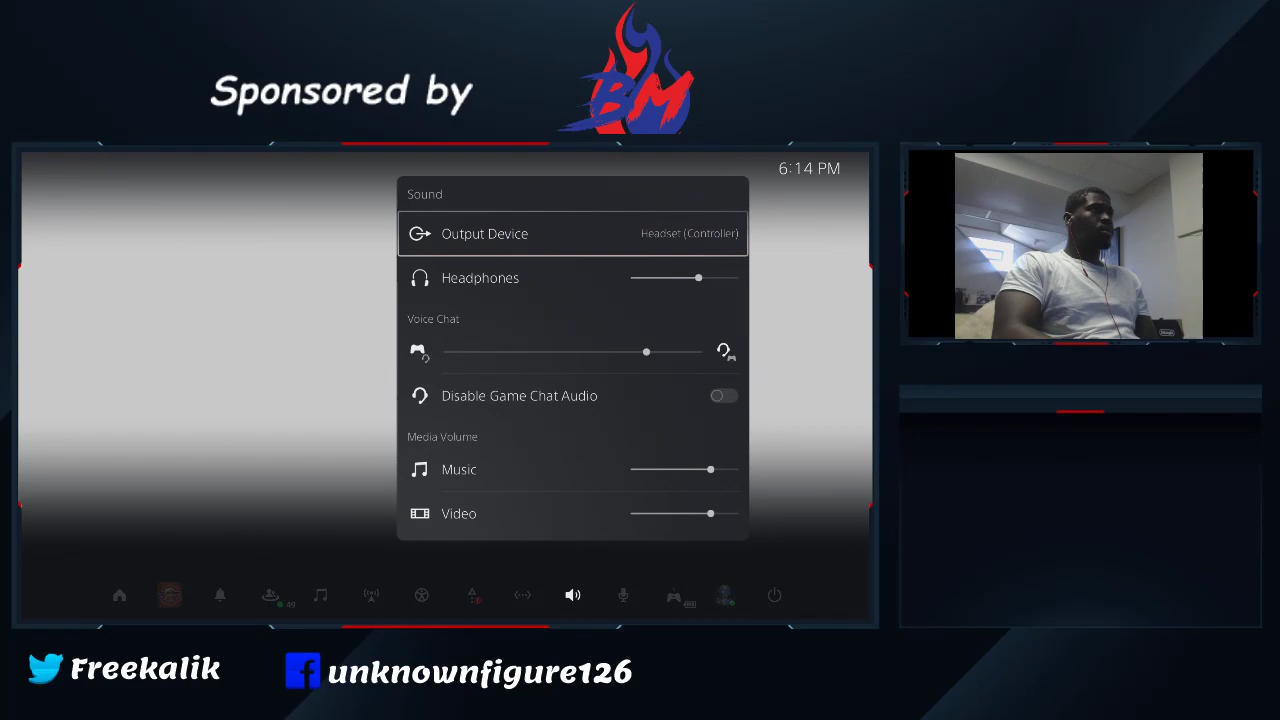 Sponsored by
BM
6:14 PM
Sound
Output Device
Headset (Controller)
Headphones
Voice Chat
Disable Game Chat Audio
Media Volume
Music
Video
49
Freekalik
unknownfigure126